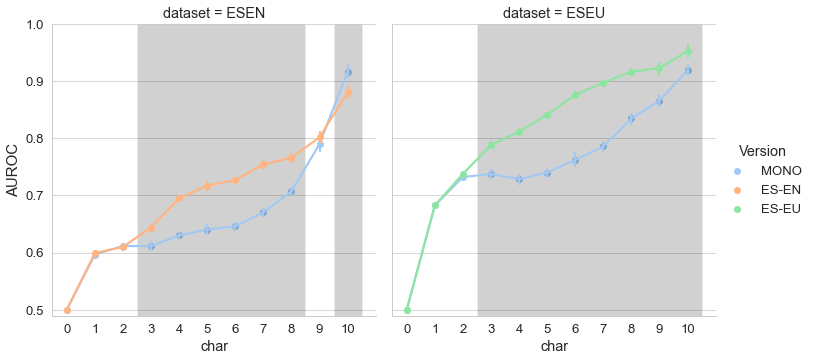 dataset = ESEN
dataset = ESEU
1.0
0.9
0.8
0.7
0.6
0.5
AUROC
0 1 2 3 4 5 6 7 8 9 10
char
0 1 2 3 4 5 6 7 8 9 10
char
Version
MONO
ES-EN
ES-EU